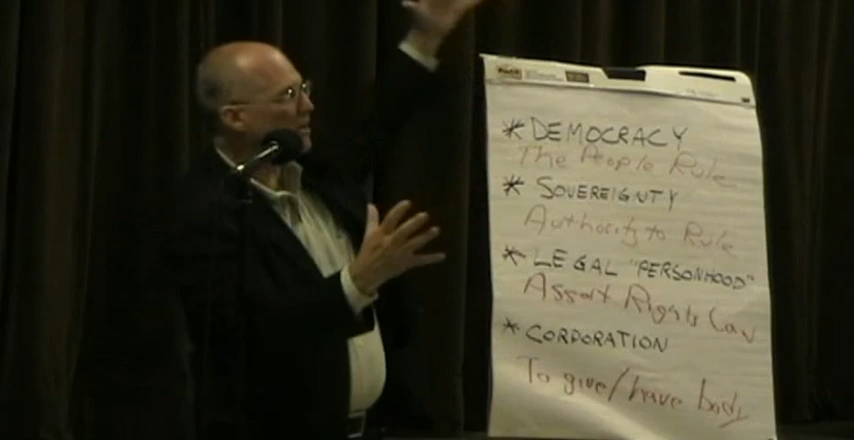 * DEMOCRACY
The People Rule
* SOVEREIGNTY
Authority to Rule
* LEGAL "PERSONHOOD"
Assert Rights Law
* CORPORATION
To give/have body